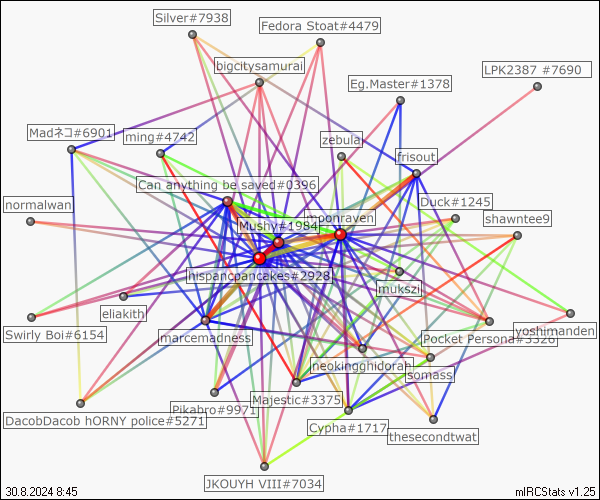 Silver#7938
Fedora Stoat#4479
bigcitysamurai
LPK2387 #7690
Eg.Master#1378
Madネコ#6901
ming#4742
zebula
frisout
Can anything be saved#0396
Duck#1245
normalwan
Mushy#1984
moonraven
shawntee9
hispanicpancakes#2928
mukszi
eliakith
Swirly Boi#6154
marcemadness
Pocket Persona#3326
yoshimanden
neokingghidorah
somass
DacobDacob hORNY police#5271
Pikabro#9971
Majestic#3375
Cypha#1717
thesecondtwat
JKOUYH VIII#7034
30.8.2024 8:45
mIRCStats v1.25